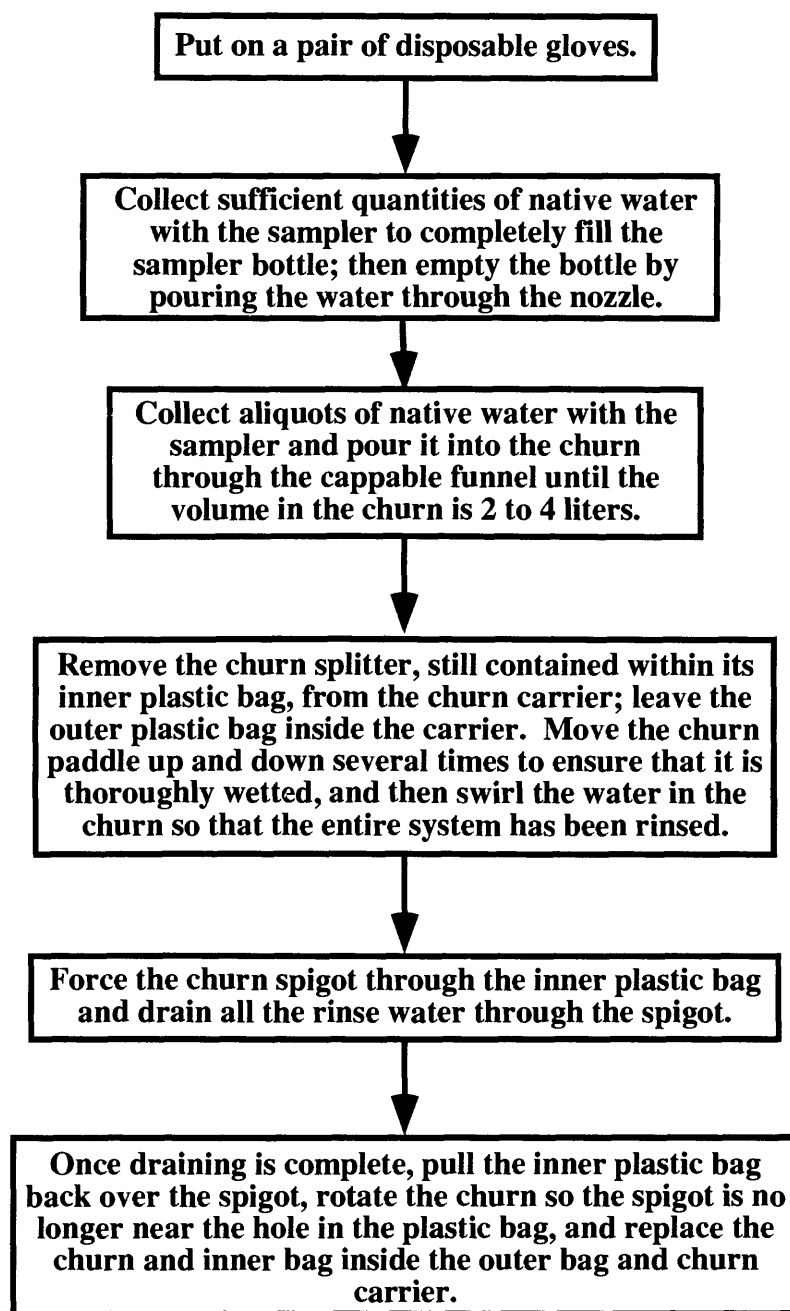 Put on a pair of disposable gloves.
Collect sufficient quantities of native water
with the sampler to completely fill the
sampler bottle; then empty the bottle by
pouring the water through the nozzle.
Collect aliquots of native water with the
sampler and pour it into the churn
through the cappable funnel until the
volume in the churn is 2 to 4 liters.
Remove the churn splitter, still contained within its
inner plastic bag, from the churn carrier; leave the
outer plastic bag inside the carrier. Move the churn
paddle up and down several times to ensure that it is
thoroughly wetted, and then swirl the water in the
churn so that the entire system has been rinsed.
Force the churn spigot through the inner plastic bag
and drain all the rinse water through the spigot.
Once draining is complete, pull the inner plastic bag
back over the spigot, rotate the churn so the spigot is no
longer near the hole in the plastic bag, and replace the
churn and inner bag inside the outer bag and churn
carrier.